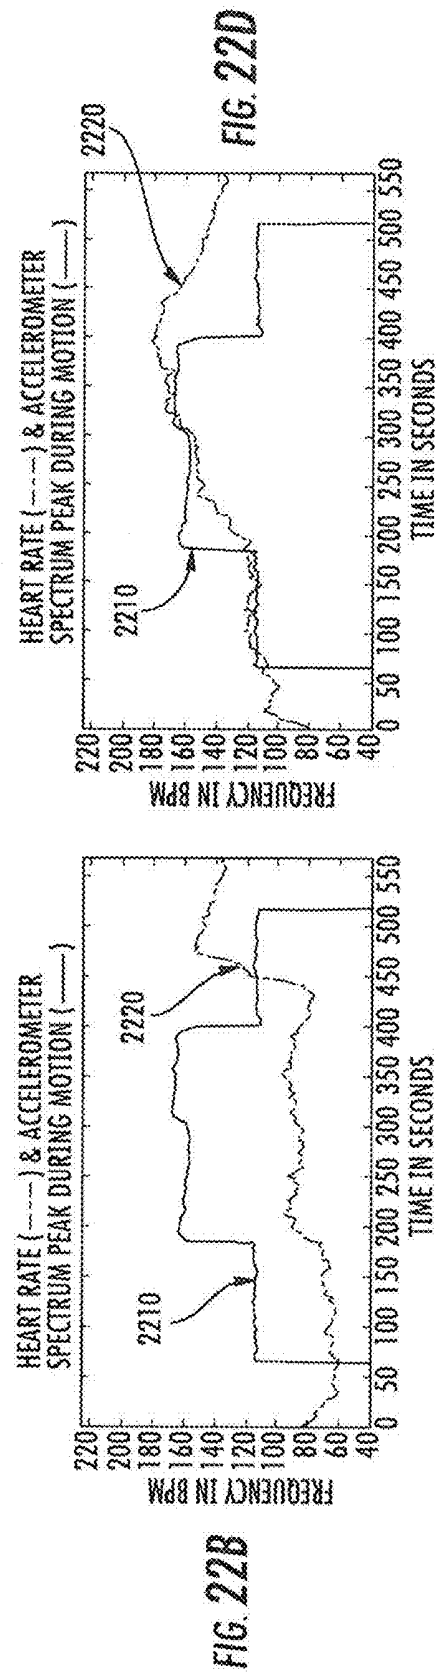 FIG. 22B
HEART RATE (-----) & ACCELEROMETER
SPECTRUM PEAK DURING MOTION (——)
FREQUENCY IN BPM
220
200
180
160
140
120
100
80
60
40
2210
2220
0 50 100 150 200 250 300 350 400 450 500 550
TIME IN SECONDS
HEART RATE (-----) & ACCELEROMETER
SPECTRUM PEAK DURING MOTION (——)
FREQUENCY IN BPM
220
200
180
160
140
120
100
80
60
40
2210
2220
0 50 100 150 200 250 300 350 400 450 500 550
TIME IN SECONDS
FIG. 22D